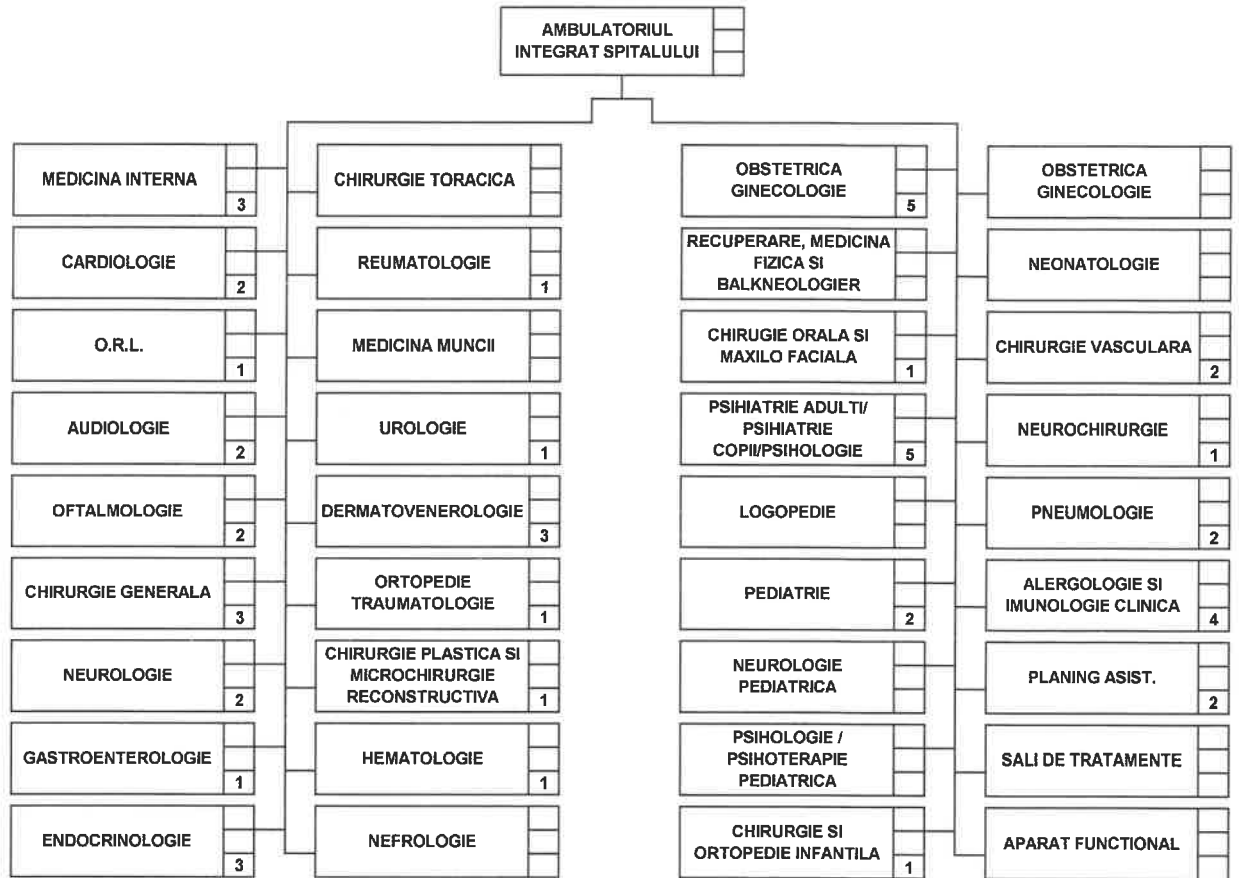 AMBULATORIUL
INTEGRAT SPITALULUI
MEDICINA INTERNA
3
CARDIOLOGIE
2
O.R.L.
1
AUDIOLOGIE
2
OFTALMOLOGIE
2
CHIRURGIE GENERALA
3
NEUROLOGIE
2
GASTROENTEROLOGIE
1
ENDOCRINOLOGIE
3
CHIRURGIE TORACICA
REUMATOLOGIE
1
MEDICINA MUNCII
UROLOGIE
1
DERMATOVENEROLOGIE
3
ORTOPEDIE
TRAUMATOLOGIE
1
CHIRURGIE PLASTICA SI
MICROCHIRURGIE
RECONSTRUCTIVA
1
HEMATOLOGIE
1
NEFROLOGIE
OBSTETRICA
GINECOLOGIE
5
RECUPERARE, MEDICINA
FIZICA SI
BALKNEOLOGIER
CHIRUGIE ORALA SI
MAXILO FACIALA
1
PSIHIATRIE ADULTI/
PSIHIATRIE
COPII/PSIHOLOGIE
5
LOGOPEDIE
PEDIATRIE
2
NEUROLOGIE
PEDIATRICA
PSIHOLOGIE /
PSIHOTERAPIE
PEDIATRICA
CHIRURGIE SI
ORTOPEDIE INFANTILA
1
OBSTETRICA
GINECOLOGIE
NEONATOLOGIE
CHIRURGIE VASCULARA
2
NEUROCHIRURGIE
1
PNEUMOLOGIE
2
ALERGOLOGIE SI
IMUNOLOGIE CLINICA
4
PLANING ASIST.
2
SALI DE TRATAMENTE
APARAT FUNCTIONAL